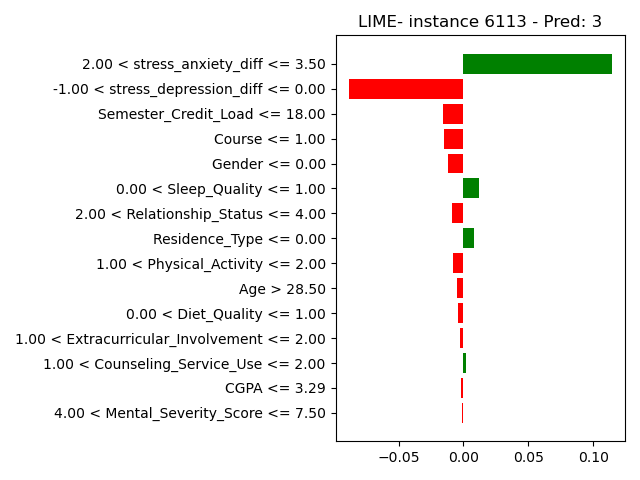 LIME- instance 6113 - Pred: 3
2.00 < stress_anxiety_diff <= 3.50
-1.00 < stress_depression_diff <= 0.00
Semester_Credit_Load <= 18.00
Course <= 1.00
Gender <= 0.00
0.00 < Sleep_Quality <= 1.00
2.00 < Relationship_Status <= 4.00
Residence_Type <= 0.00
1.00 < Physical_Activity <= 2.00
Age > 28.50
0.00 < Diet_Quality <= 1.00
1.00 < Extracurricular_Involvement <= 2.00
1.00 < Counseling_Service_Use <= 2.00
CGPA <= 3.29
4.00 < Mental_Severity_Score <= 7.50
−0.05 0.00 0.05 0.10